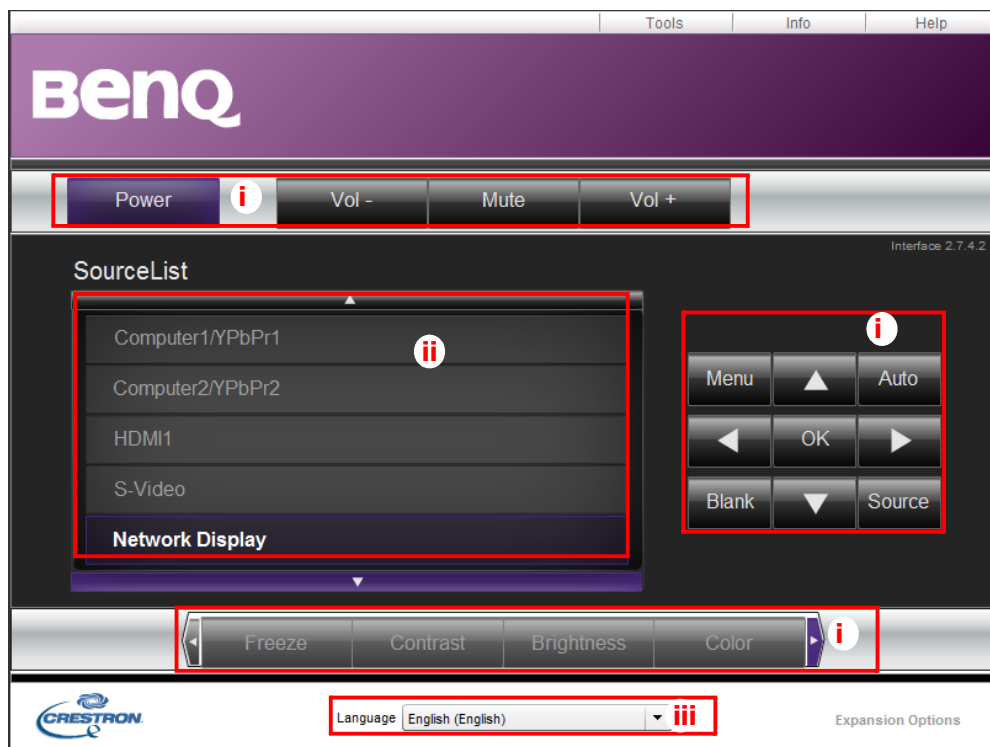 Tools Info Help
BenQ
Power i Vol - Mute Vol +
Interface 2.7.4.2
SourceList
Computer1/YPbPr1
ii
Computer2/YPbPr2
HDMI1
S-Video
Network Display
i
Menu Auto
OK
Blank Source
Freeze Contrast Brightness Color i
CRESTRON
Language English (English) iii
Expansion Options